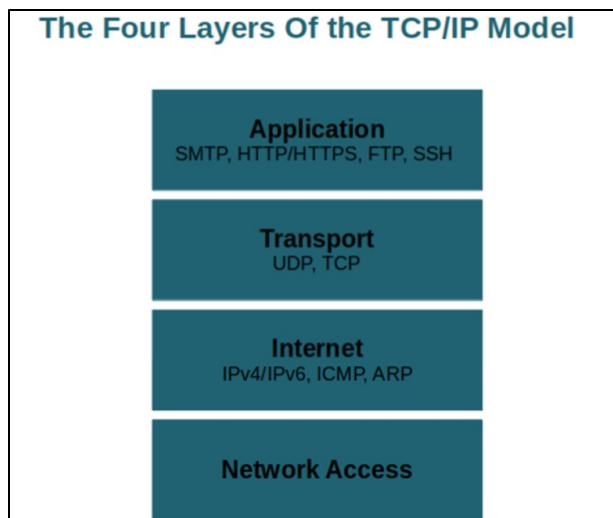 The Four Layers Of the TCP/IP Model
Application
SMTP, HTTP/HTTPS, FTP, SSH
Transport
UDP, TCP
Internet
IPv4/IPv6, ICMP, ARP
Network Access